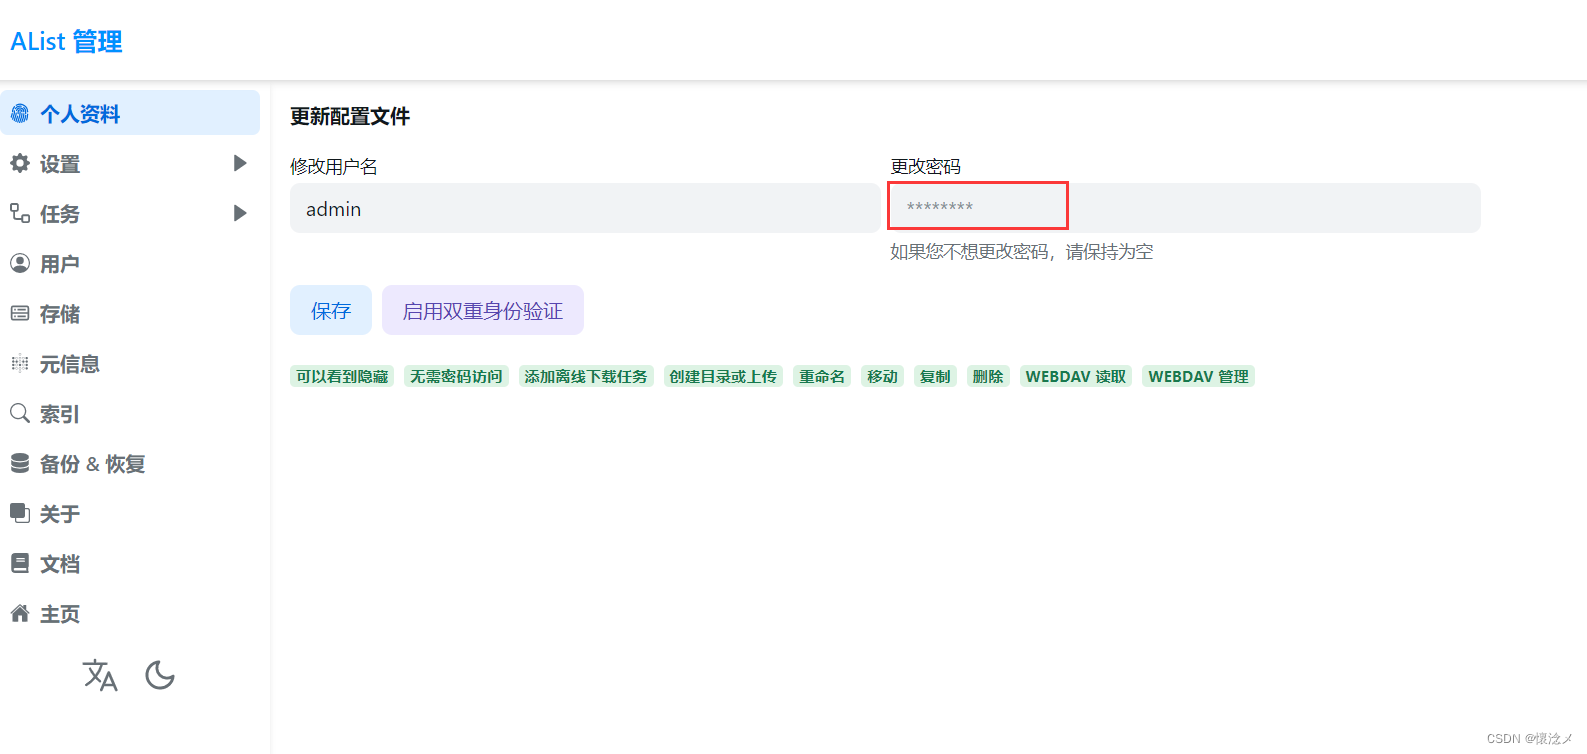 AList 管理
个人资料
设置
任务
用户
存储
元信息
索引
备份 & 恢复
关于
文档
主页
更新配置文件
修改用户名
admin
更改密码
********
如果您不想更改密码，请保持为空
保存
启用双重身份验证
可以看到隐藏 无需密码访问 添加离线下载任务 创建目录或上传 重命名 移动 复制 删除 WEBDAV 读取 WEBDAV 管理
CSDN @懷淰メ